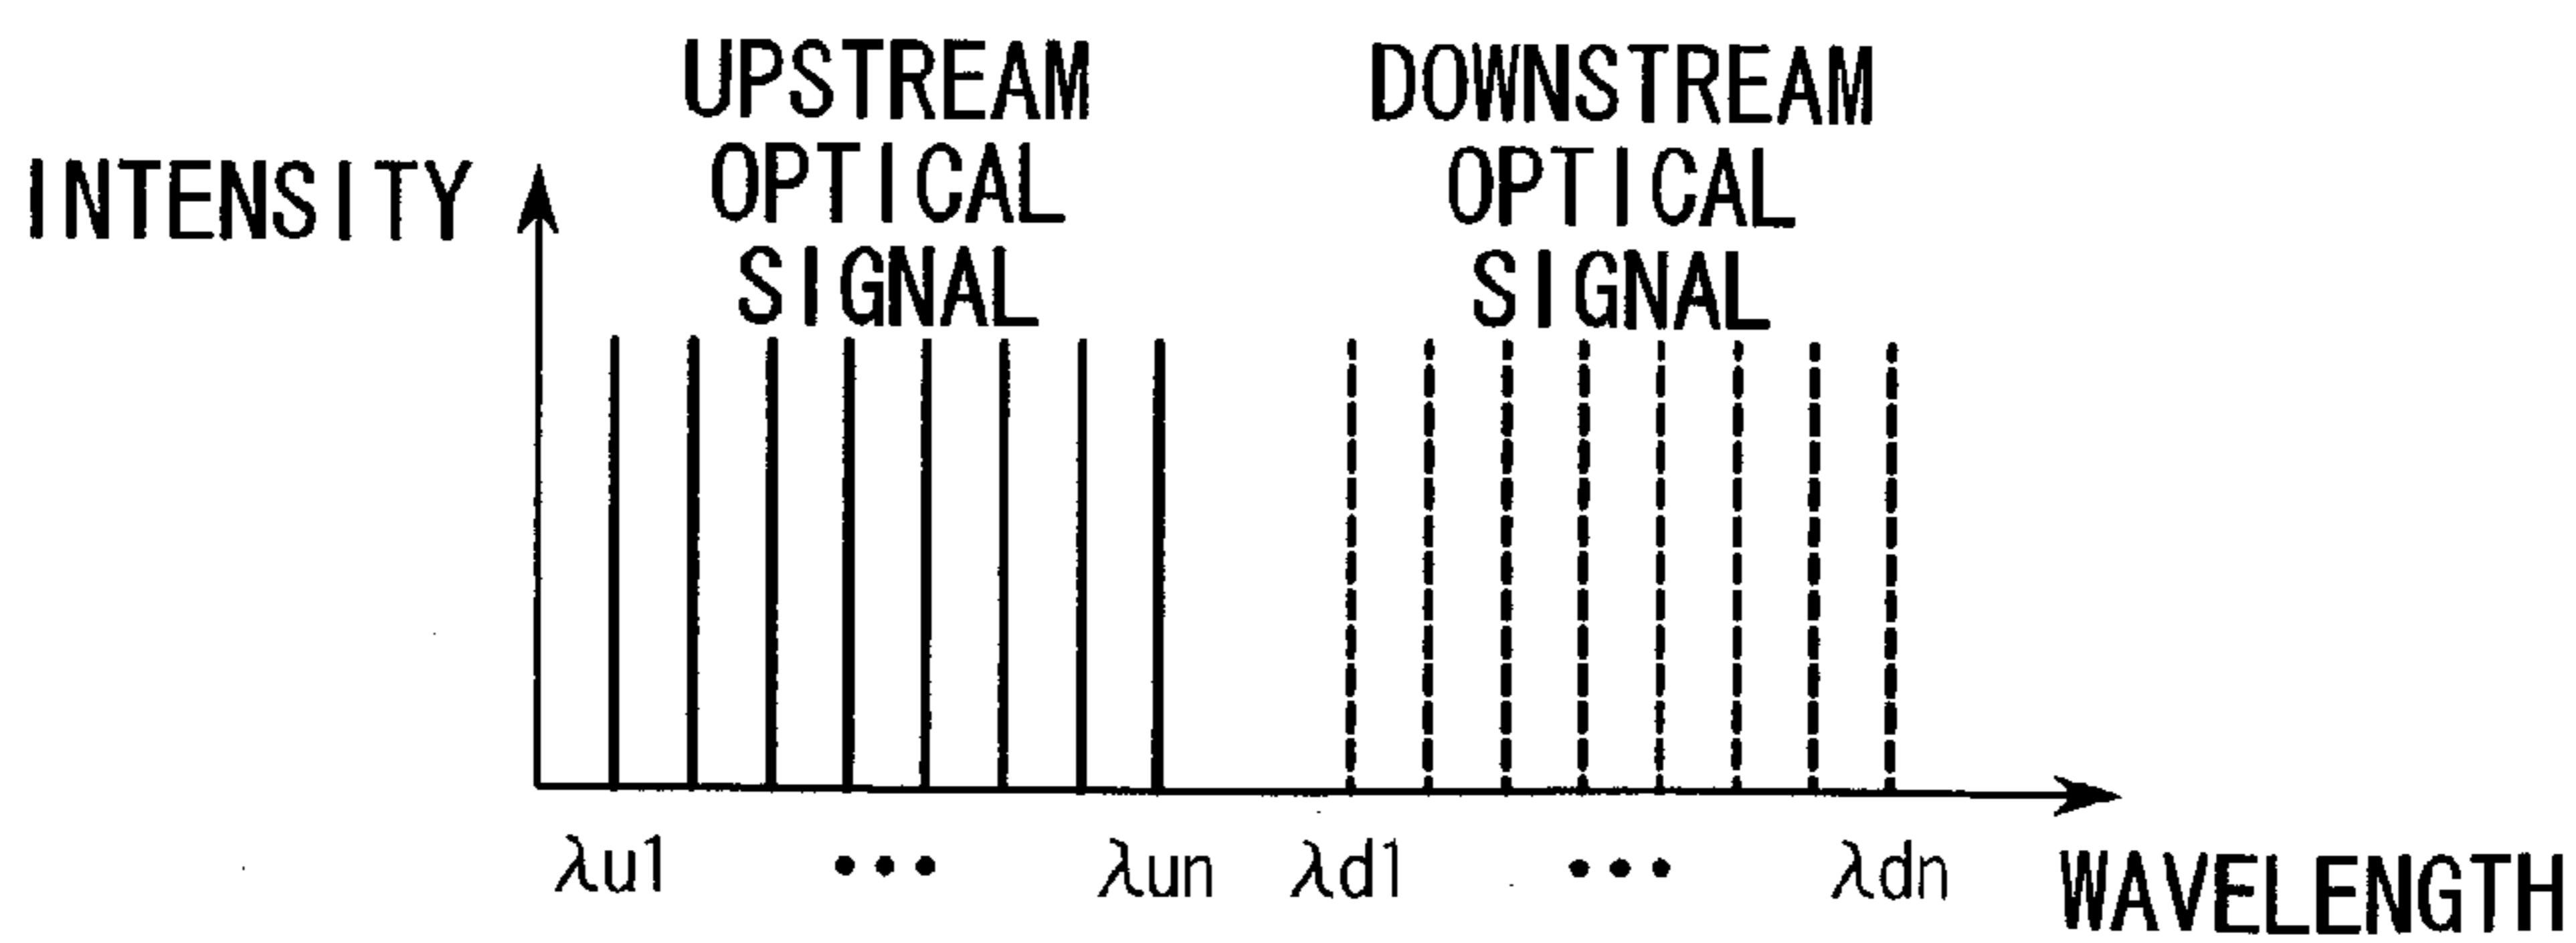 UPSTREAM
OPTICAL
SIGNAL
DOWNSTREAM
OPTICAL
SIGNAL
INTENSITY
λu1 ••• λun λd1 ••• λdn
WAVELENGTH